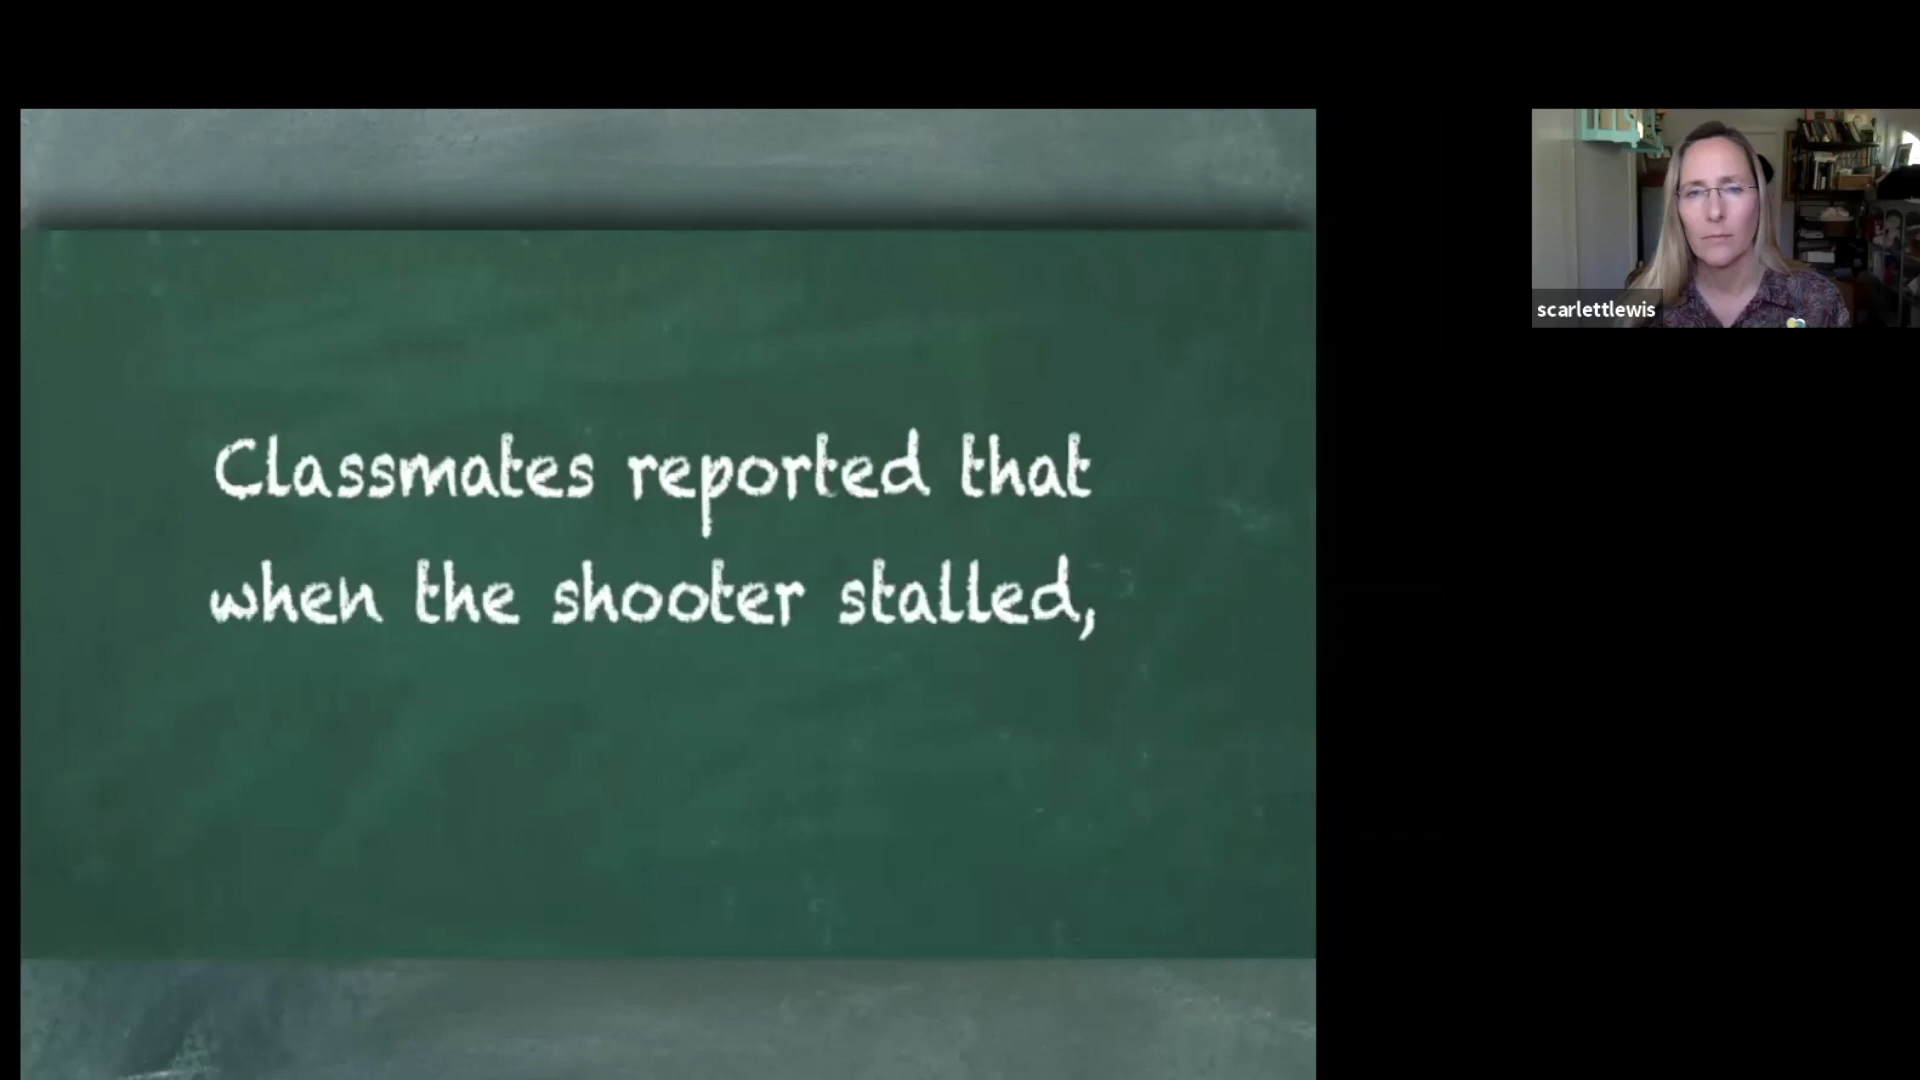 Classmates reported that
when the shooter stalled,
scarlettlewis